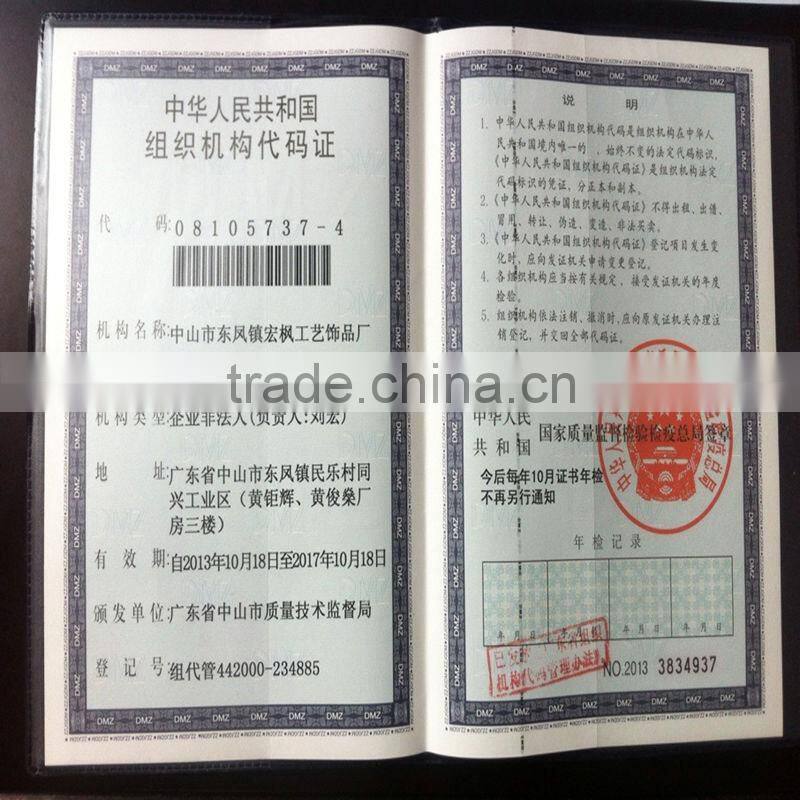 中华人民共和国
组织机构代码证
代 码:08105737-4
机构名称:中山市东凤镇宏枫工艺饰品厂
机构类型:企业非法人(负责人:刘宏)
地 址:广东省中山市东凤镇民乐村同
兴工业区(黄钜辉、黄俊燊厂
房三楼)
有 效 期:自2013年10月18日至2017年10月18日
颁发单位:广东省中山市质量技术监督局
登 记 号:组代管442000-234885
trade.china.cn
说 明
1. 中华人民共和国组织机构代码是组织机构在中华人
民共和国境内唯一的、始终不变的法定代码标识,
《中华人民共和国组织机构代码证》是组织机构法定
代码标识的凭证,分正本和副本。
2.《中华人民共和国组织机构代码证》不得出租、出借、
冒用、转让、伪造、变造、非法买卖。
3.《中华人民共和国组织机构代码证》登记项目发生变
化时,应向发证机关申请变更登记。
4. 各组织机构应当按有关规定,接受发证机关的年度
检验。
5. 组织机构依法注销、撤消时,应向原发证机关办理注
销登记,并交回全部代码证。
中华人民
共 和 国
国家质量监督检验检疫总局签章
今后每年10月证书年检
不再另行通知
年检记录
年 月 日
年 月 日
年 月 日
机构代码管理办法
NO.2013 3834937
DMZ